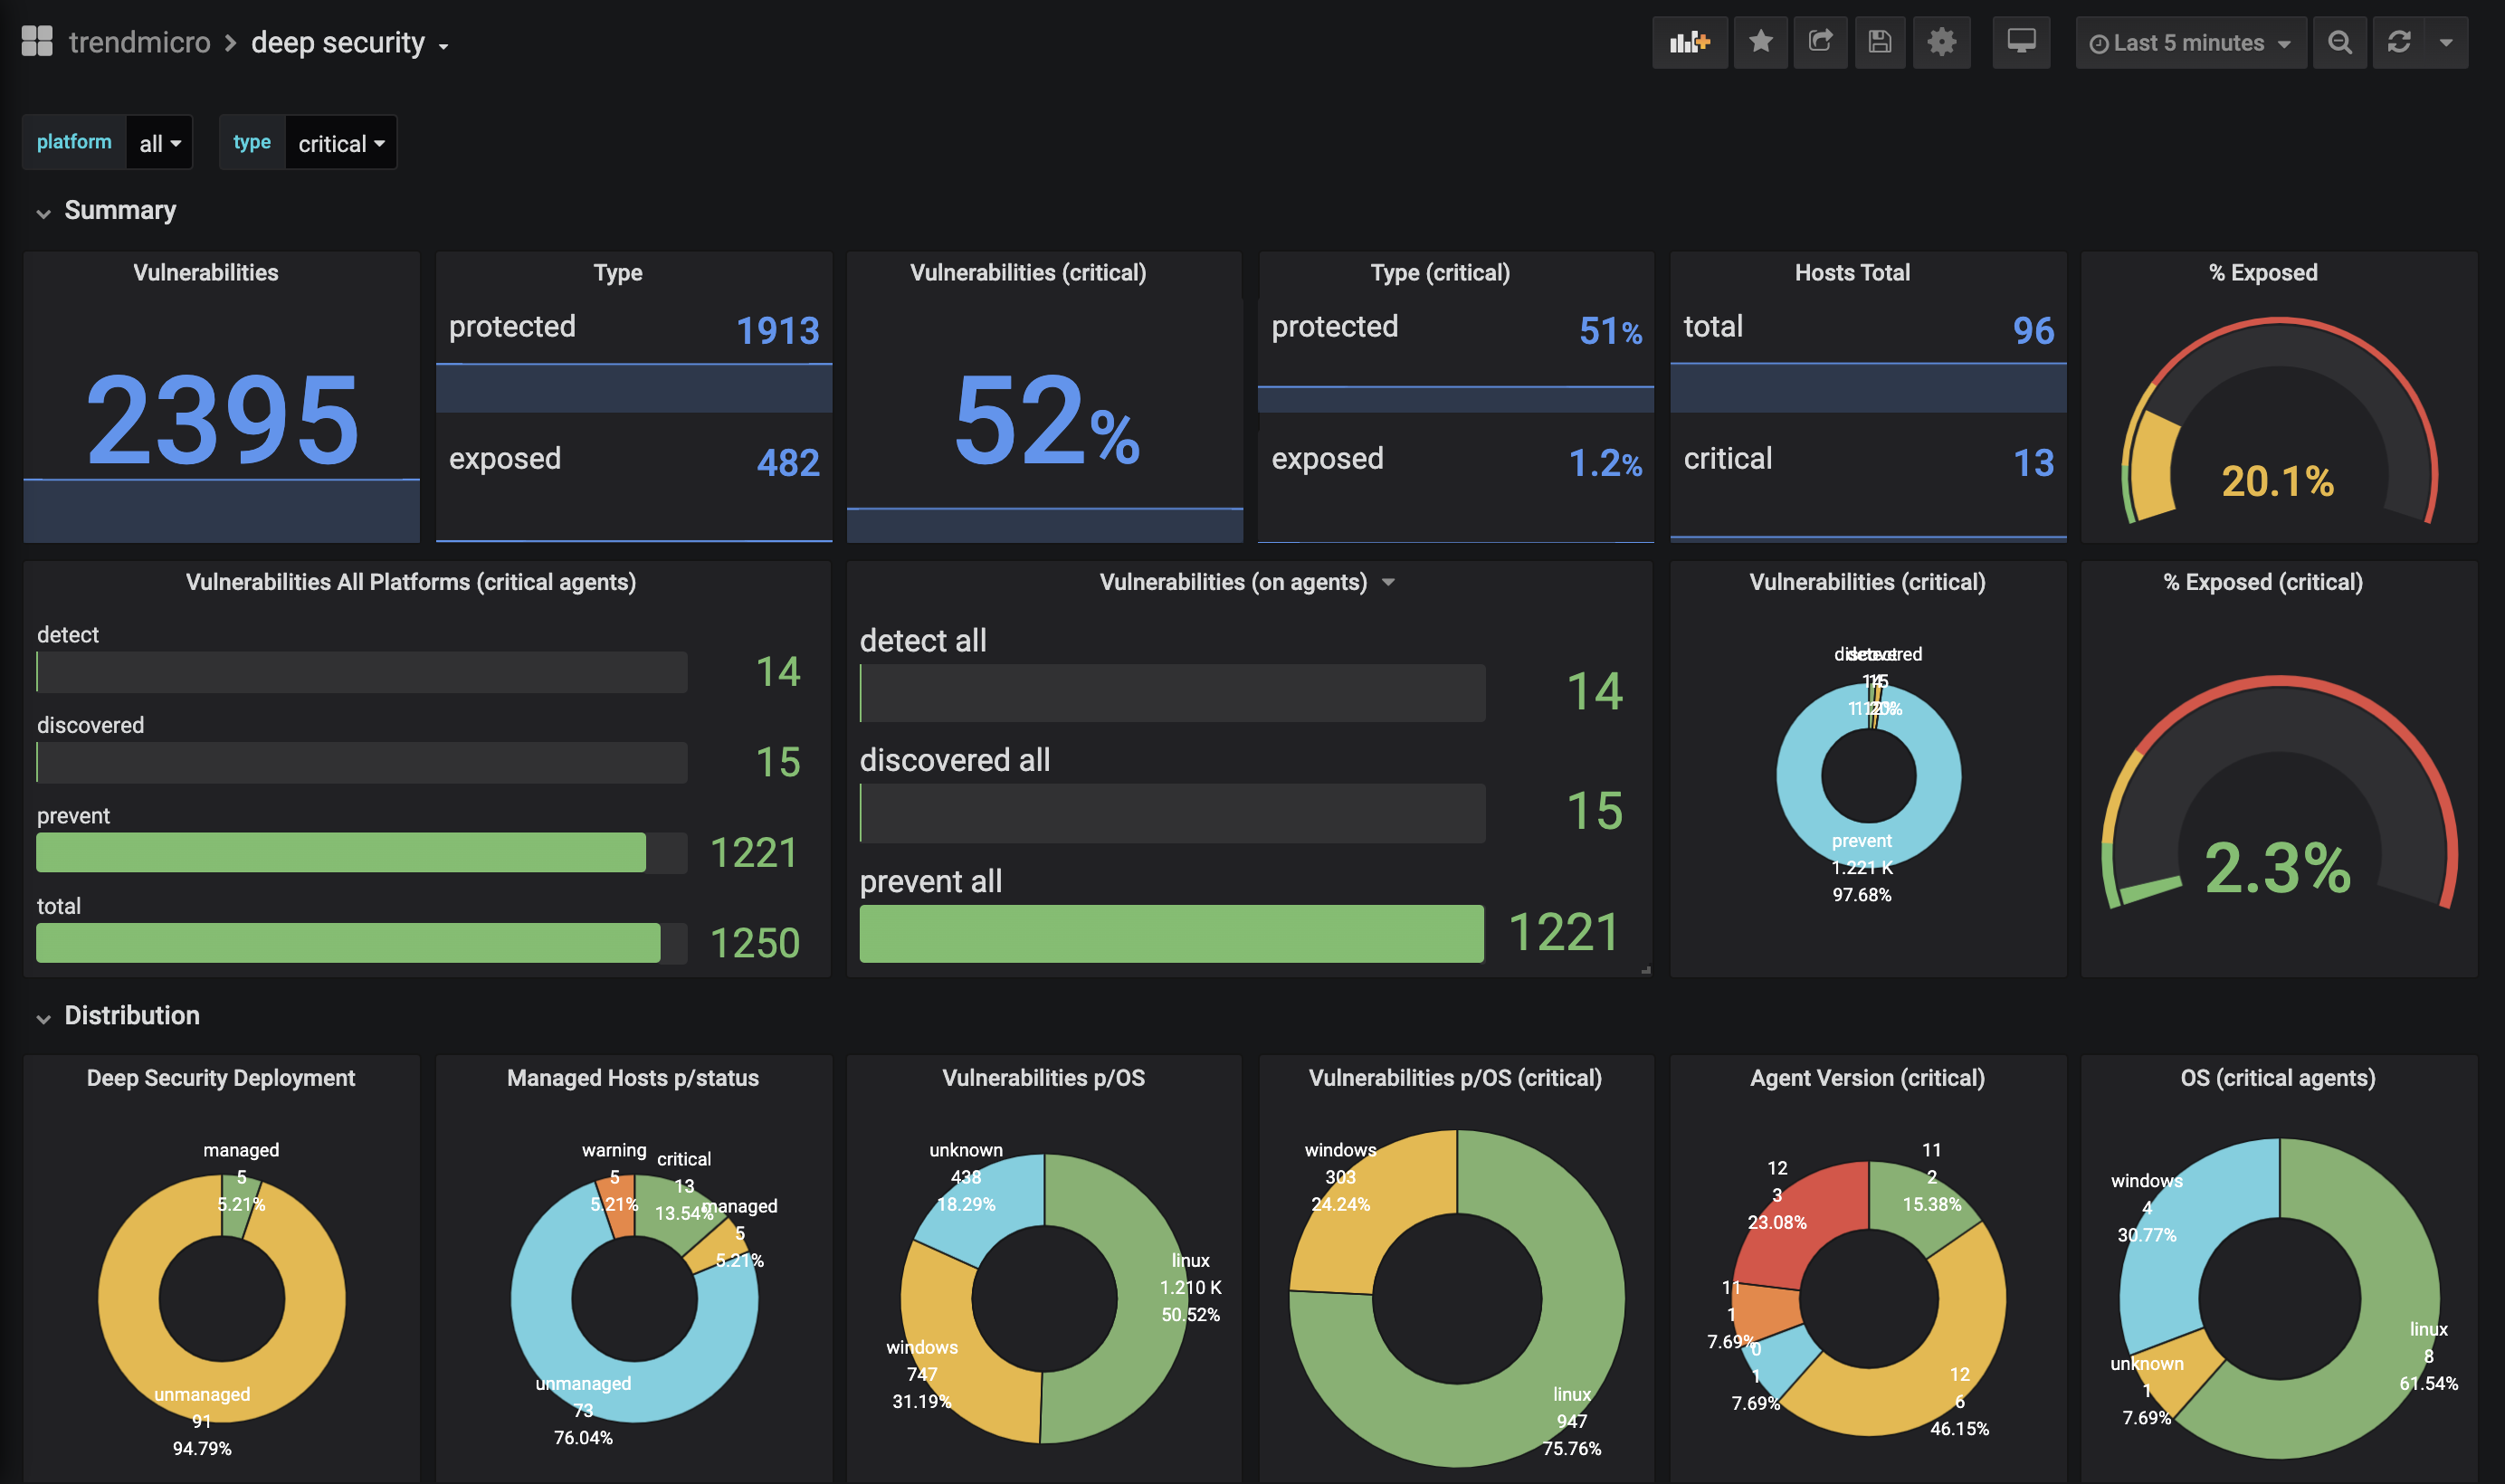 trendmicro > deep security
Last 5 minutes
platform all type critical
Summary
Vulnerabilities
2395
Type
protected 1913
exposed 482
Vulnerabilities (critical)
52%
Type (critical)
protected 51%
exposed 1.2%
Hosts Total
total 96
critical 13
% Exposed
20.1%
Vulnerabilities All Platforms (critical agents)
detect
14
discovered
15
prevent
1221
total
1250
Vulnerabilities (on agents)
detect all
14
discovered all
15
prevent all
1221
Vulnerabilities (critical)
discovered
detect
prevent
1.221 K
97.68%
% Exposed (critical)
2.3%
Distribution
Deep Security Deployment
managed
5
5.21%
unmanaged
91
94.79%
Managed Hosts p/status
warning
5
5.21%
critical
13
13.54%
managed
5
5.21%
unmanaged
73
76.04%
Vulnerabilities p/OS
unknown
438
18.29%
linux
1.210 K
50.52%
windows
747
31.19%
Vulnerabilities p/OS (critical)
windows
303
24.24%
linux
947
75.76%
Agent Version (critical)
11
2
15.38%
12
3
23.08%
11
1
7.69%
0
1
7.69%
12
6
46.15%
OS (critical agents)
windows
4
30.77%
linux
8
61.54%
unknown
1
7.69%